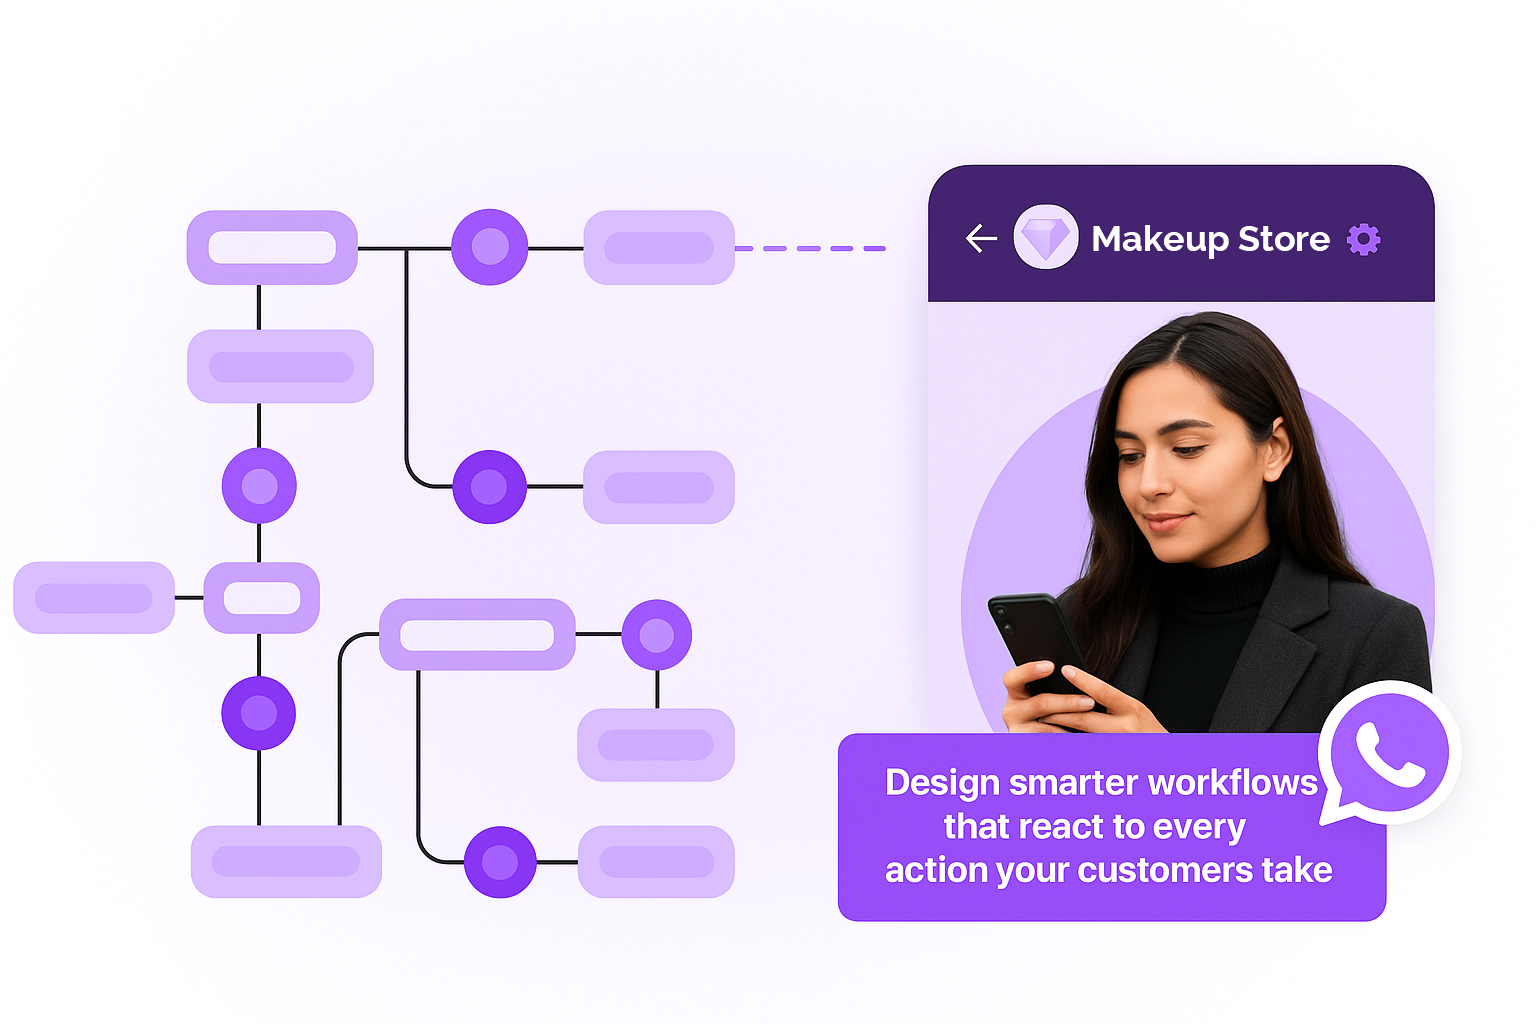 Makeup Store
Design smarter workflows
that react to every
action your customers take